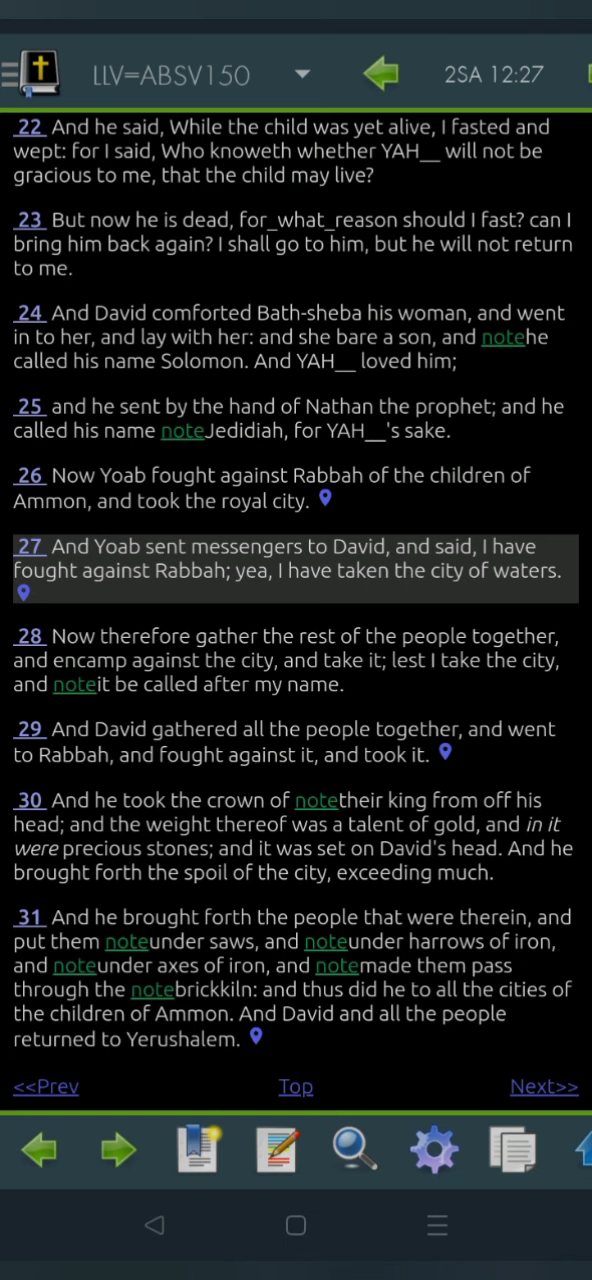 LLV=ABSV150 2SA 12:27
22 And he said, While the child was yet alive, I fasted and
wept: for I said, Who knoweth whether YAH__ will not be
gracious to me, that the child may live?
23 But now he is dead, for_what_reason should I fast? can I
bring him back again? I shall go to him, but he will not return
to me.
24 And David comforted Bath-sheba his woman, and went
in to her, and lay with her: and she bare a son, and notehe
called his name Solomon. And YAH__ loved him;
25 and he sent by the hand of Nathan the prophet; and he
called his name noteJedidiah, for YAH__'s sake.
26 Now Yoab fought against Rabbah of the children of
Ammon, and took the royal city.
27 And Yoab sent messengers to David, and said, I have
fought against Rabbah; yea, I have taken the city of waters.
28 Now therefore gather the rest of the people together,
and encamp against the city, and take it; lest I take the city,
and noteit be called after my name.
29 And David gathered all the people together, and went
to Rabbah, and fought against it, and took it.
30 And he took the crown of notetheir king from off his
head; and the weight thereof was a talent of gold, and in it
were precious stones; and it was set on David's head. And he
brought forth the spoil of the city, exceeding much.
31 And he brought forth the people that were therein, and
put them noteunder saws, and noteunder harrows of iron,
and noteunder axes of iron, and notemade them pass
through the notebrickkiln: and thus did he to all the cities of
the children of Ammon. And David and all the people
returned to Yerushalem.
<<Prev Top Next>>